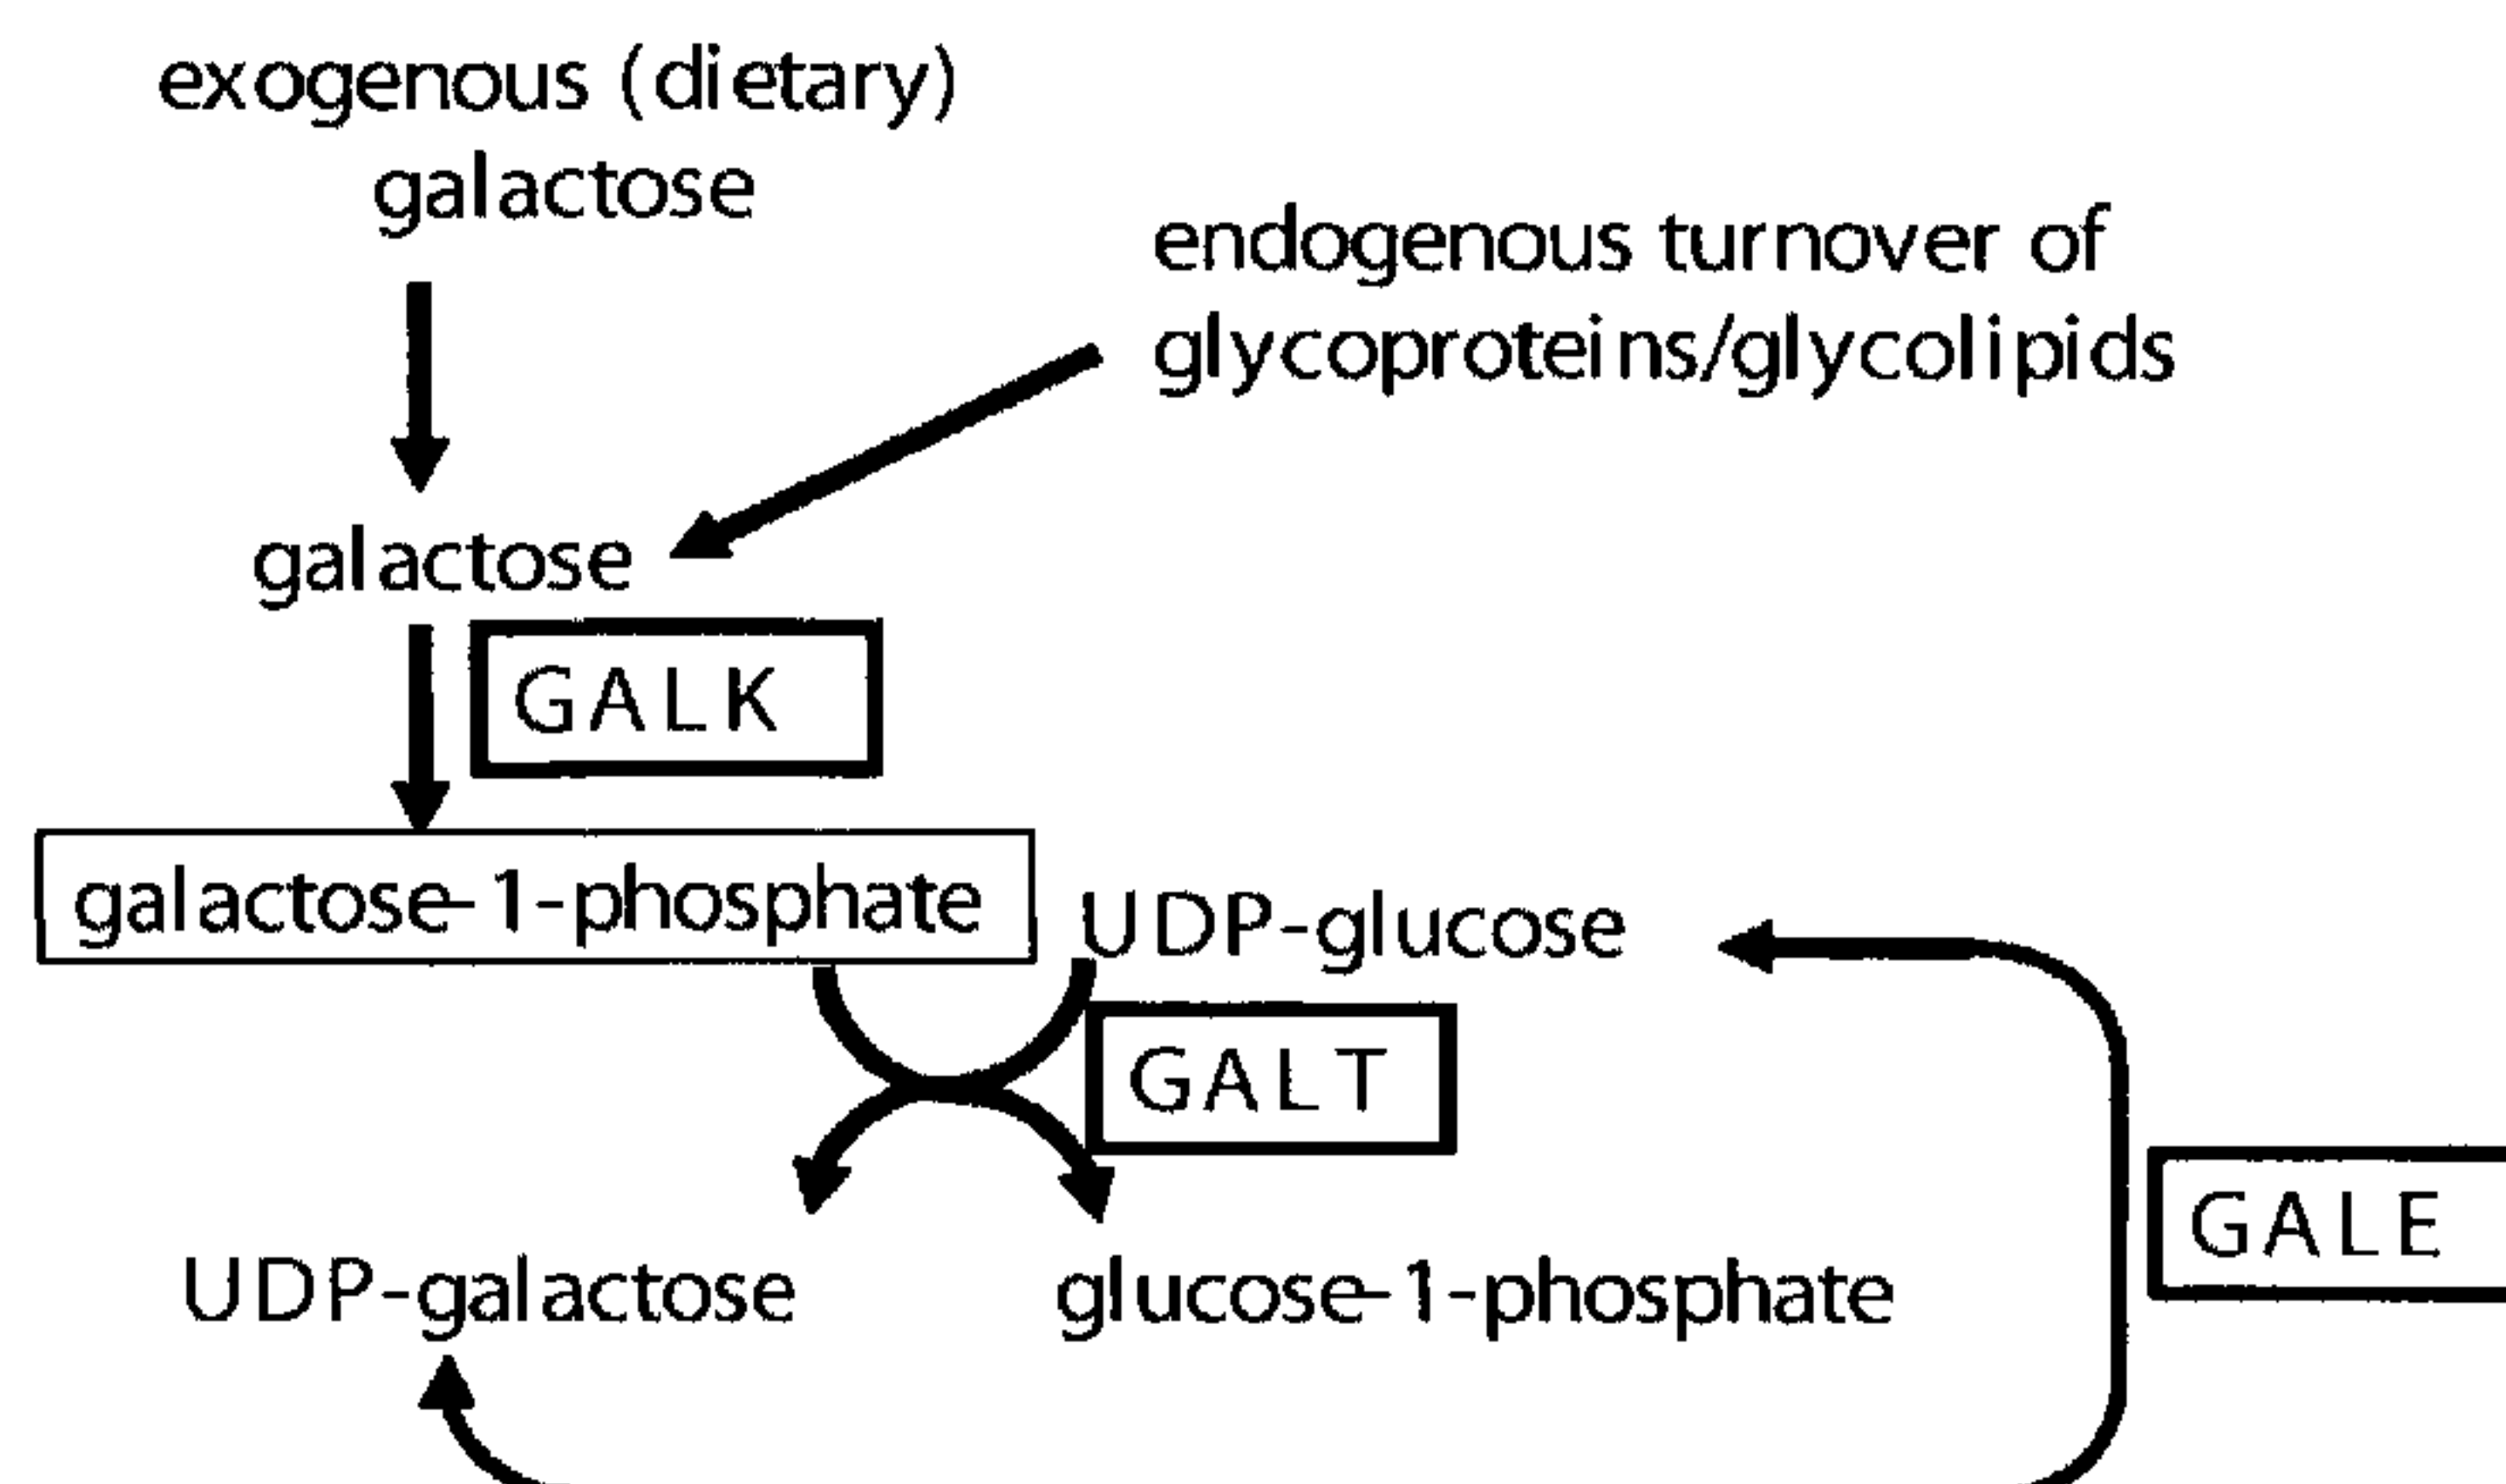 exogenous (dietary)
galactose
endogenous turnover of
glycoproteins/glycolipids
galactose
GALK
galactose-1-phosphate
UDP-glucose
GALT
GALE
UDP-galactose
glucose-1-phosphate